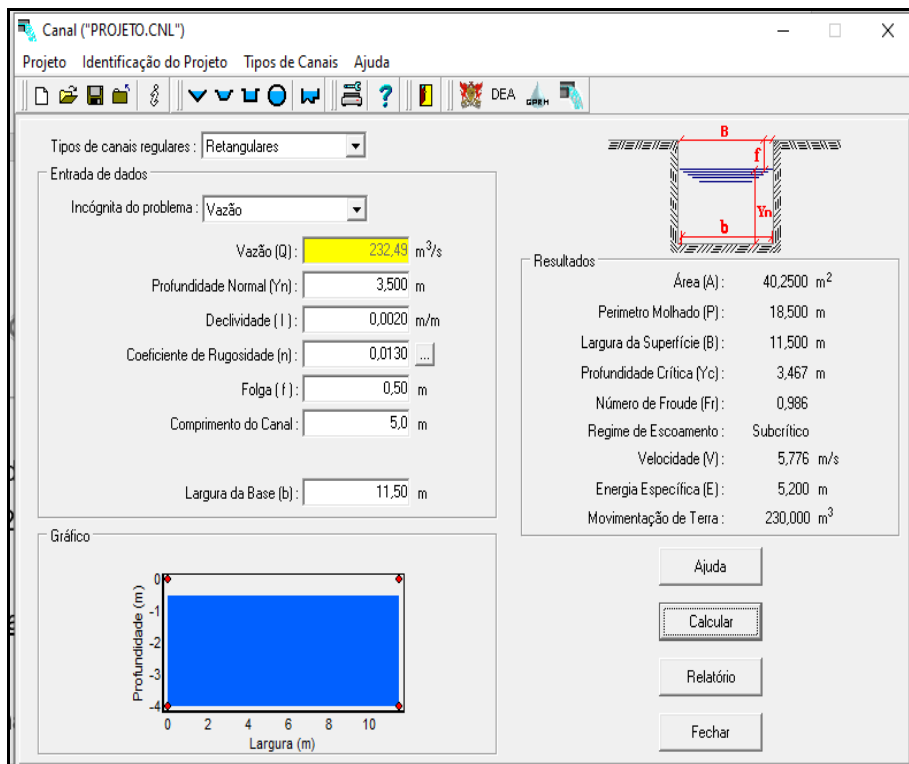 Canal ("PROJETO.CNL")
Projeto Identificação do Projeto Tipos de Canais Ajuda
DEA
GPRH
Tipos de canais regulares : Retangulares
Entrada de dados
Incógnita do problema : Vazão
Vazão (Q) : 232,49 m³/s
Profundidade Normal (Yn) : 3,500 m
Declividade ( I ) : 0,0020 m/m
Coeficiente de Rugosidade (n) : 0,0130 ...
Folga ( f ) : 0,50 m
Comprimento do Canal : 5,0 m
Largura da Base (b) : 11,50 m
B
f
Yn
b
Resultados
Área (A) : 40,2500 m²
Perimetro Molhado (P) : 18,500 m
Largura da Superfície (B) : 11,500 m
Profundidade Crítica (Yc) : 3,467 m
Número de Froude (Fr) : 0,986
Regime de Escoamento : Subcrítico
Velocidade (V) : 5,776 m/s
Energia Específica (E) : 5,200 m
Movimentação de Terra : 230,000 m³
Gráfico
Profundidade (m)
0
-1
-2
-3
-4
0 2 4 6 8 10
Largura (m)
Ajuda
Calcular
Relatório
Fechar